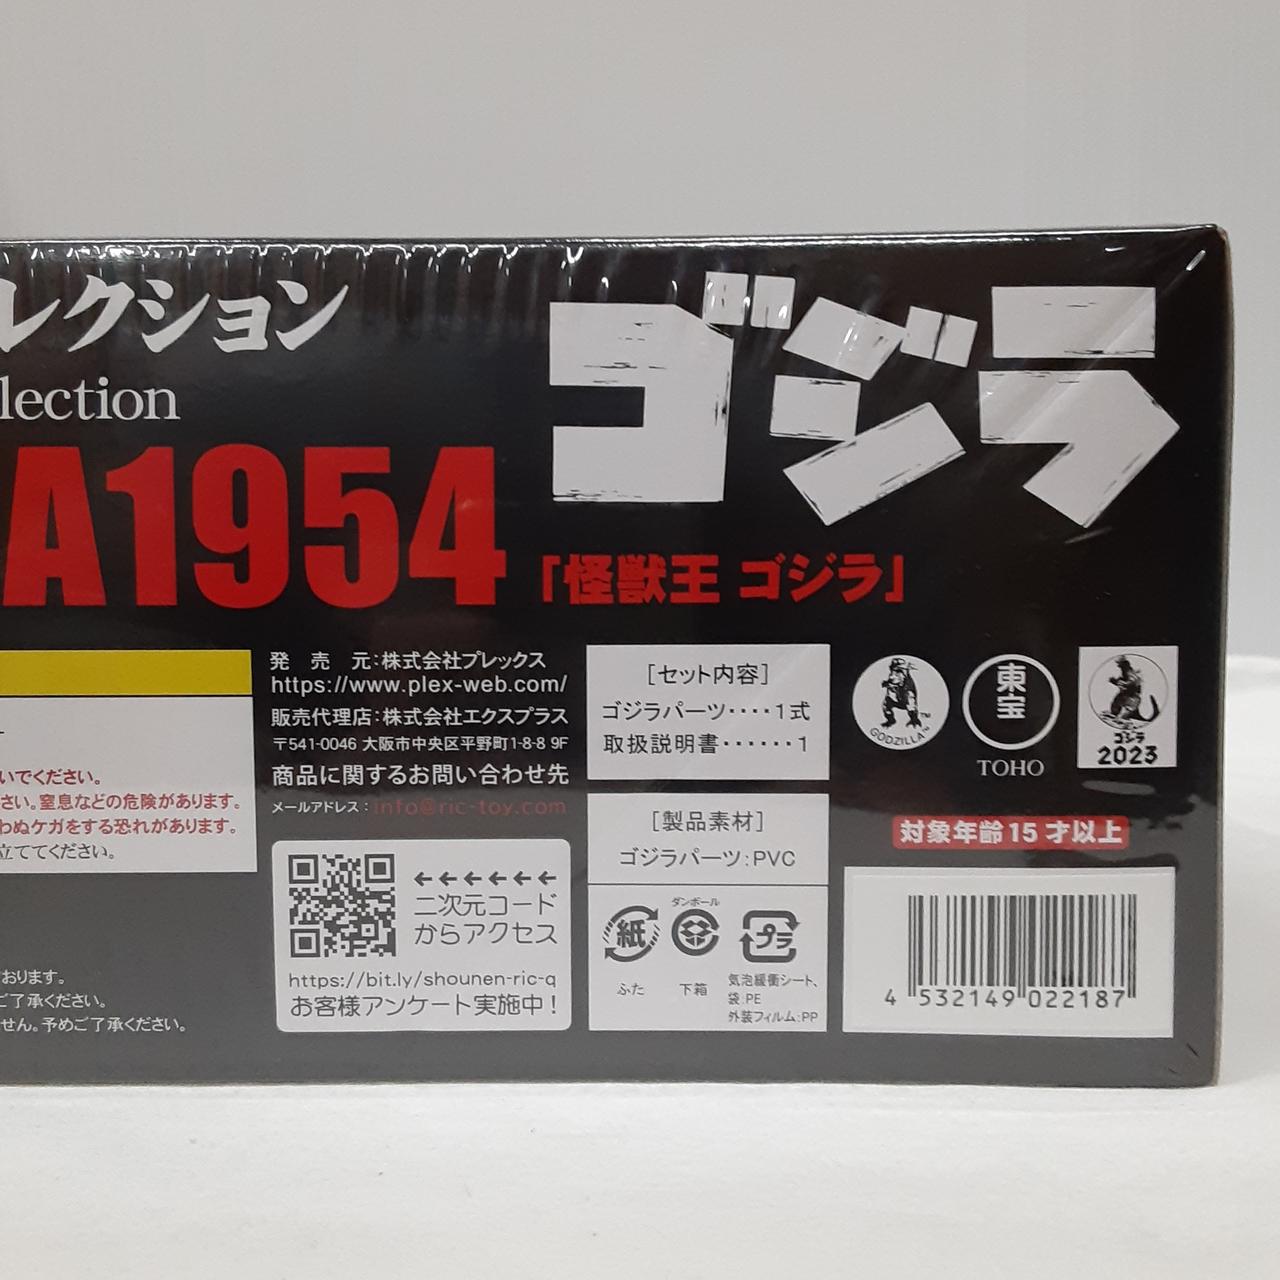 レクション
lection
ゴジラ
A1954
「怪獣王 ゴジラ」
いでください。
さい。窒息などの危険があります。
わぬケガをする恐れがあります。
立ててください。
おります。
ご了承ください。
せん。予めご了承ください。
発 売 元:株式会社プレックス
https://www.plex-web.com/
販売代理店:株式会社エクスプラス
〒541-0046 大阪市中央区平野町1-8-8 9F
商品に関するお問い合わせ先
メールアドレス：info@ric-toy.com
←←←←←←
二次元コード
からアクセス
https://bit.ly/shounen-ric-q
お客様アンケート実施中！
［セット内容］
ゴジラパーツ‥‥1式
取扱説明書‥‥‥1
［製品素材］
ゴジラパーツ:PVC
紙
ふた
ダンボール
下箱
プラ
気泡緩衝シート、
袋:PE
外装フィルム:PP
GODZILLA™
東宝
TOHO
ゴジラ
2023
対象年齢15才以上
4 532149 022187